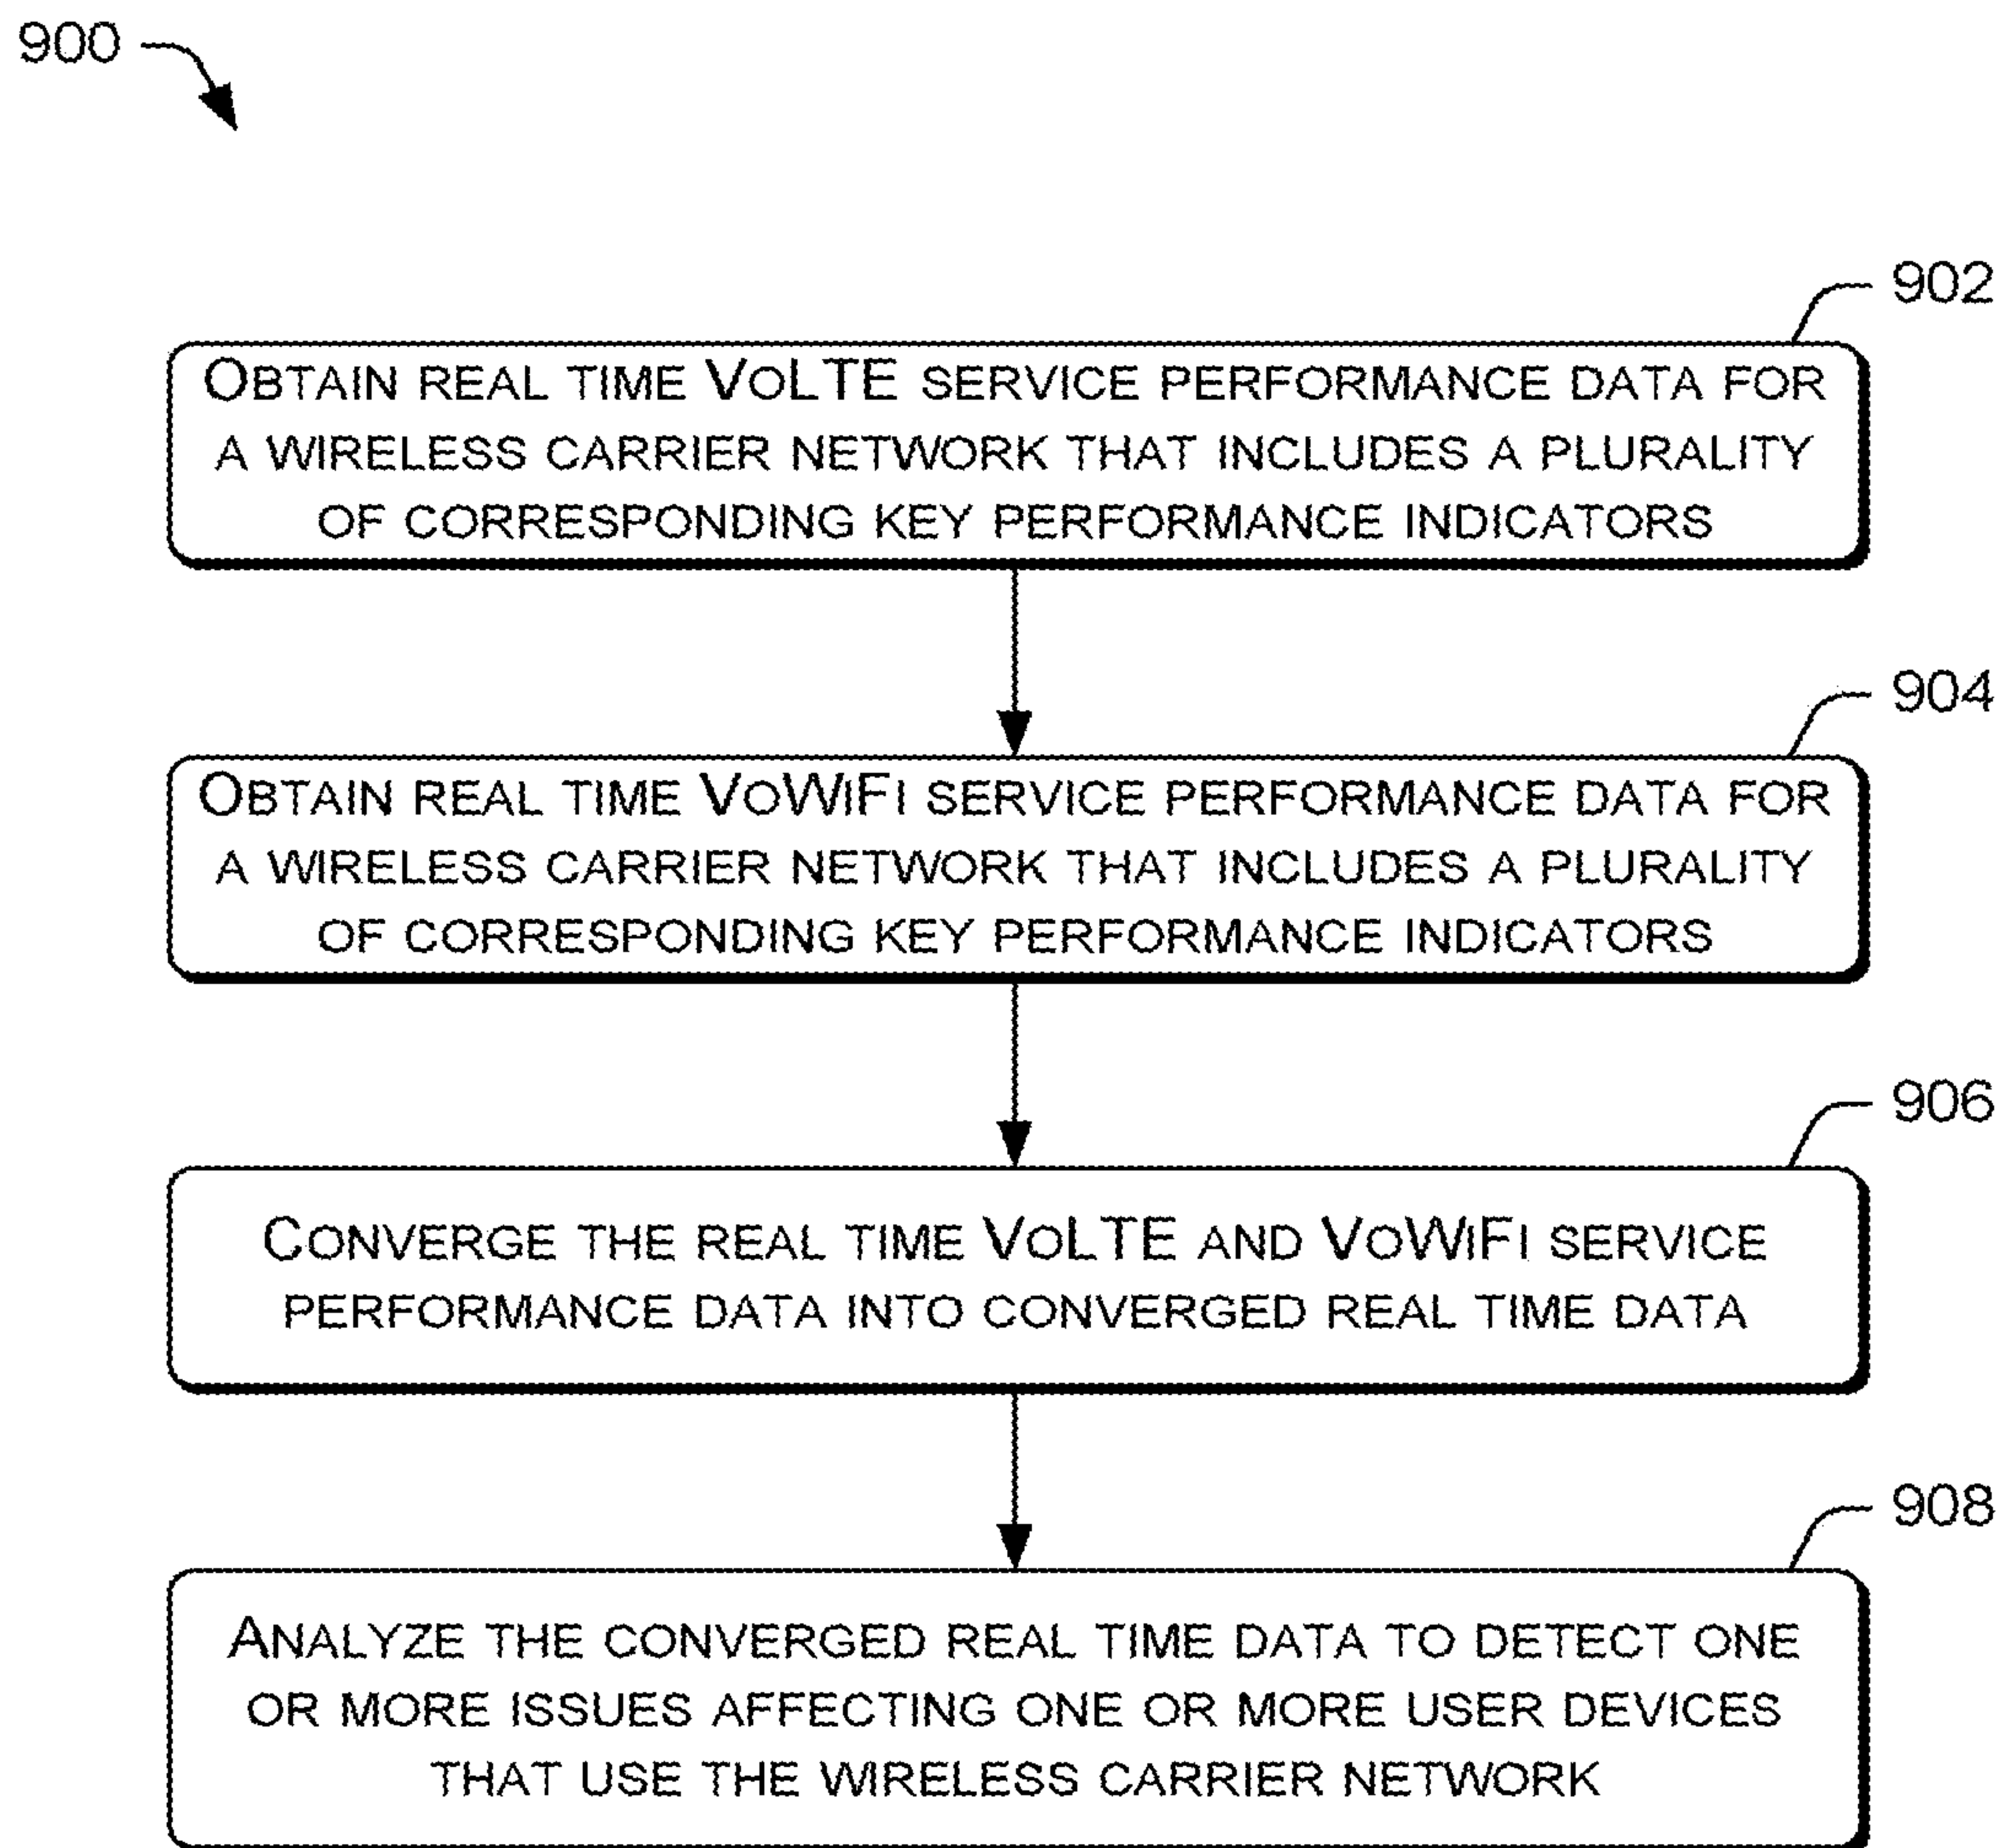 900
902
OBTAIN REAL TIME VOLTE SERVICE PERFORMANCE DATA FOR
A WIRELESS CARRIER NETWORK THAT INCLUDES A PLURALITY
OF CORRESPONDING KEY PERFORMANCE INDICATORS
904
OBTAIN REAL TIME VOWIFI SERVICE PERFORMANCE DATA FOR
A WIRELESS CARRIER NETWORK THAT INCLUDES A PLURALITY
OF CORRESPONDING KEY PERFORMANCE INDICATORS
906
CONVERGE THE REAL TIME VOLTE AND VOWIFI SERVICE
PERFORMANCE DATA INTO CONVERGED REAL TIME DATA
908
ANALYZE THE CONVERGED REAL TIME DATA TO DETECT ONE
OR MORE ISSUES AFFECTING ONE OR MORE USER DEVICES
THAT USE THE WIRELESS CARRIER NETWORK